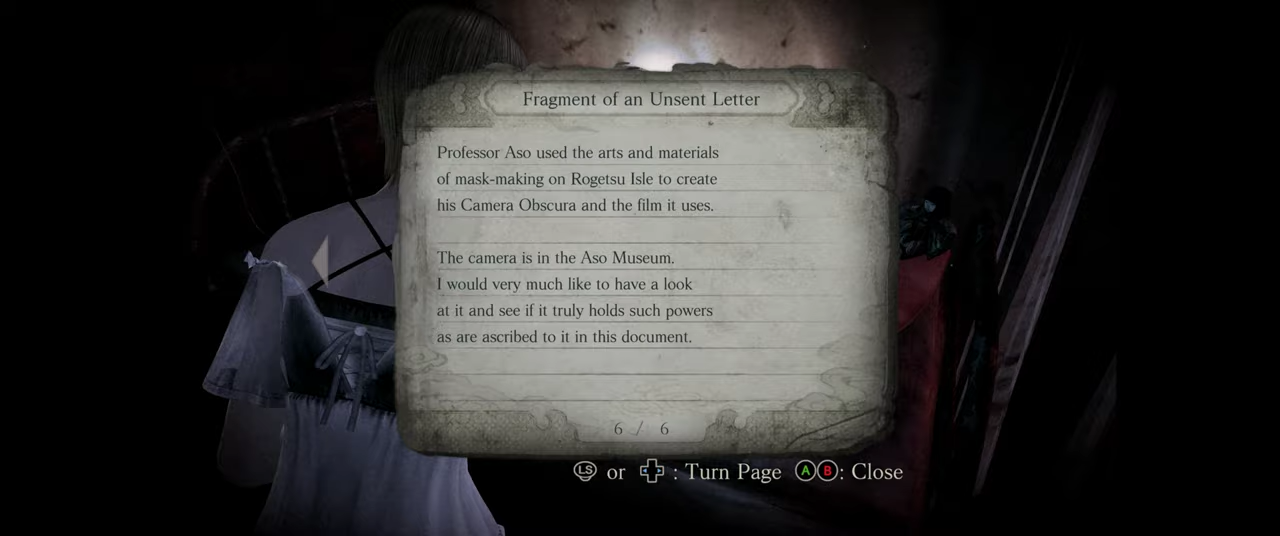 Fragment of an Unsent Letter
Professor Aso used the arts and materials
of mask-making on Rogetsu Isle to create
his Camera Obscura and the film it uses.
The camera is in the Aso Museum.
I would very much like to have a look
at it and see if it truly holds such powers
as are ascribed to it in this document.
6 / 6
LS or : Turn Page A B : Close